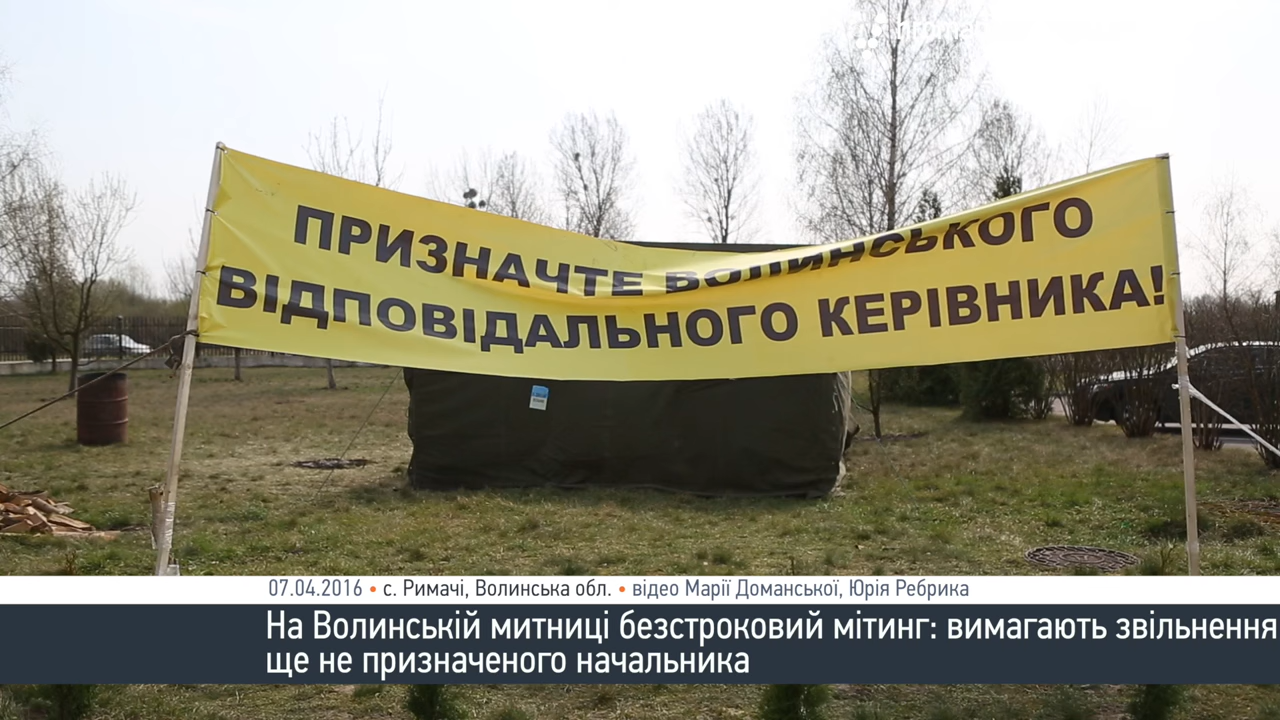 ПРИЗНАЧТЕ ВОЛИНСЬКОГО
ВІДПОВІДАЛЬНОГО КЕРІВНИКА!
07.04.2016 • с. Римачі, Волинська обл. • відео Марії Доманської, Юрія Ребрика
На Волинській митниці безстроковий мітинг: вимагають звільнення
ще не призначеного начальника